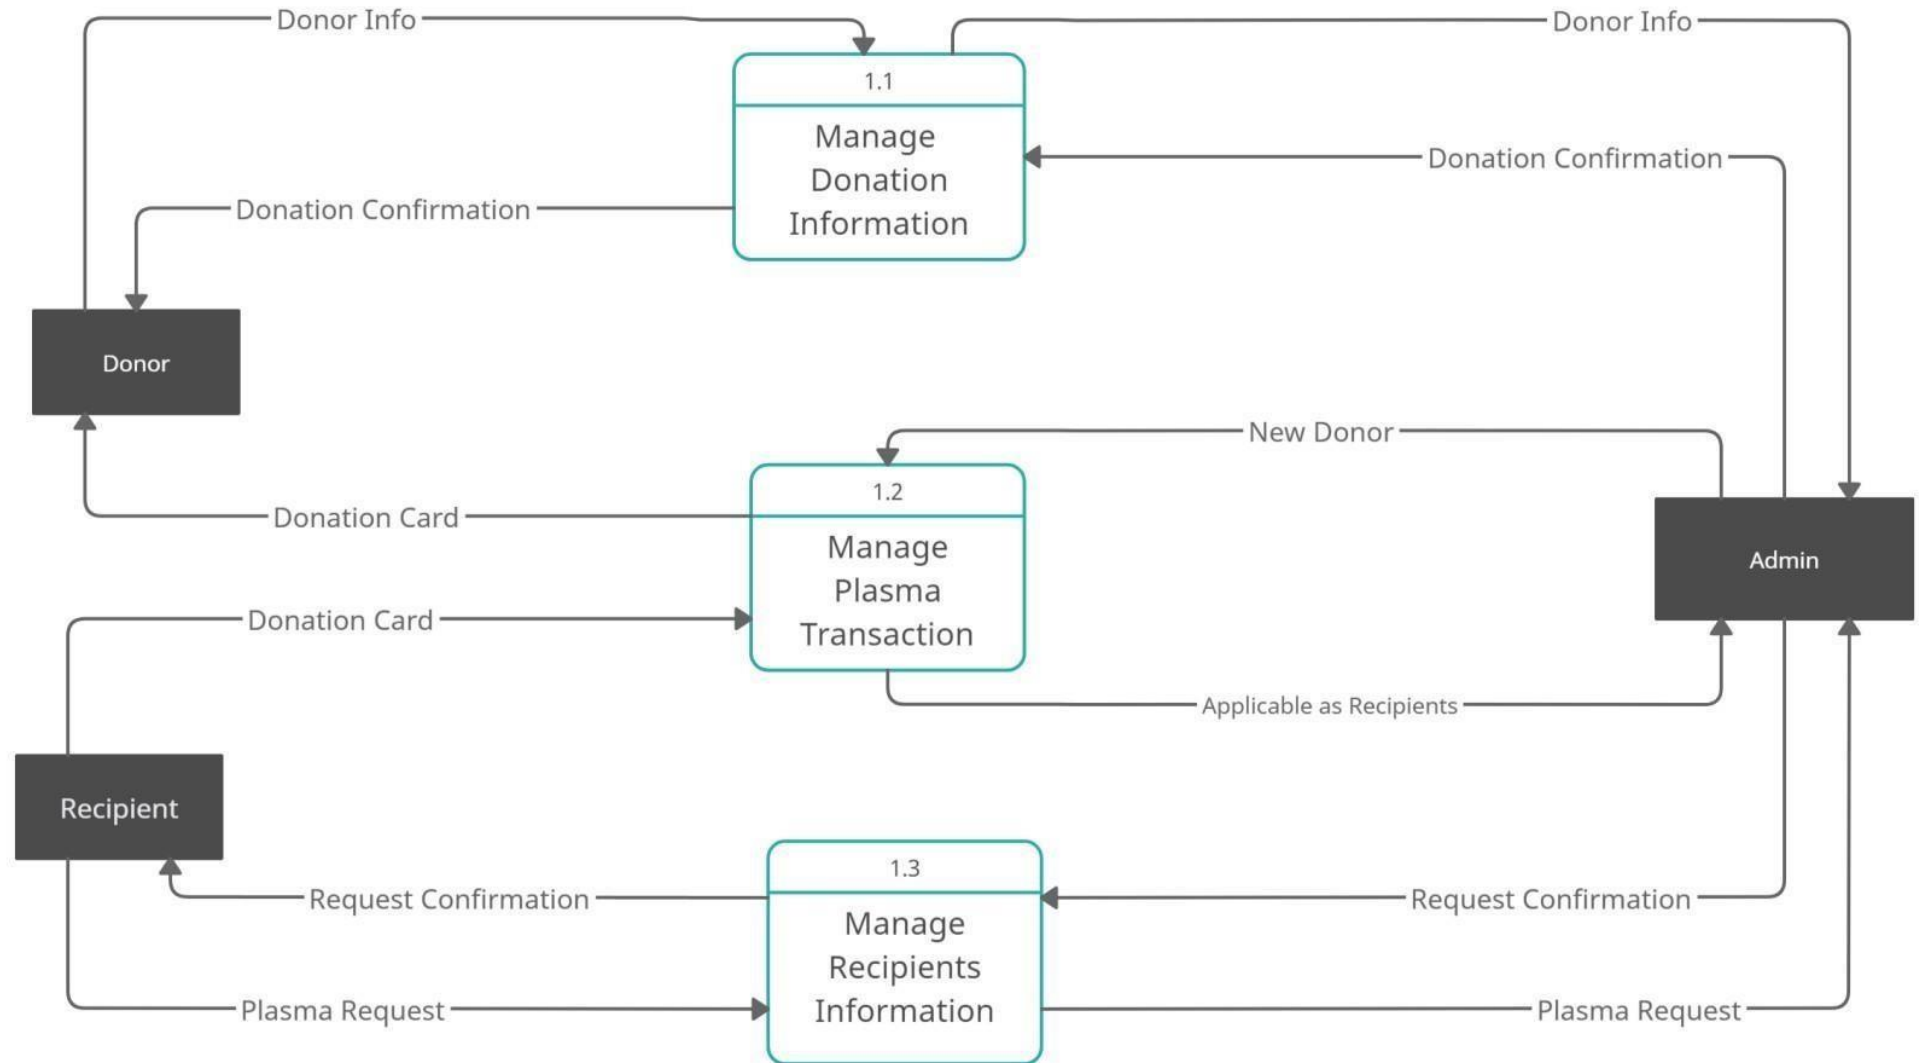 Donor Info
Donor Info
1.1
Manage
Donation
Information
Donation Confirmation
Donation Confirmation
Donor
New Donor
1.2
Donation Card
Manage
Plasma
Transaction
Admin
Donation Card
Applicable as Recipients
Recipient
1.3
Request Confirmation
Request Confirmation
Manage
Recipients
Information
Plasma Request
Plasma Request